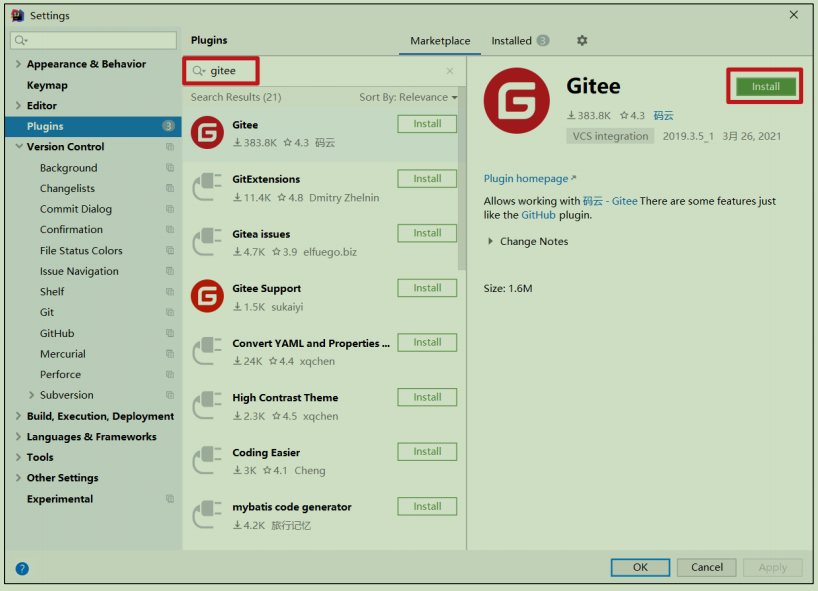 Settings
Appearance & Behavior
Keymap
Editor
Plugins 3
Version Control
Background
Changelists
Commit Dialog
Confirmation
File Status Colors
Issue Navigation
Shelf
Git
GitHub
Mercurial
Perforce
Subversion
Build, Execution, Deployment
Languages & Frameworks
Tools
Other Settings
Experimental
Plugins
Marketplace
Installed 3
gitee
Search Results (21)
Sort By: Relevance
Gitee
383.8K 4.3 码云
Install
GitExtensions
11.4K 4.8 Dmitry Zhelnin
Install
Gitea issues
4.7K 3.9 elfuego.biz
Install
Gitee Support
1.5K sukaiyi
Install
Convert YAML and Properties ...
24K 4.4 xqchen
Install
High Contrast Theme
2.3K 4.5 xqchen
Install
Coding Easier
3K 4.1 Cheng
Install
mybatis code generator
4.2K 旅行记忆
Install
Gitee
Install
383.8K 4.3 码云
VCS integration 2019.3.5_1 3月 26, 2021
Plugin homepage
Allows working with 码云 - Gitee There are some features just
like the GitHub plugin.
Change Notes
Size: 1.6M
?
OK
Cancel
Apply